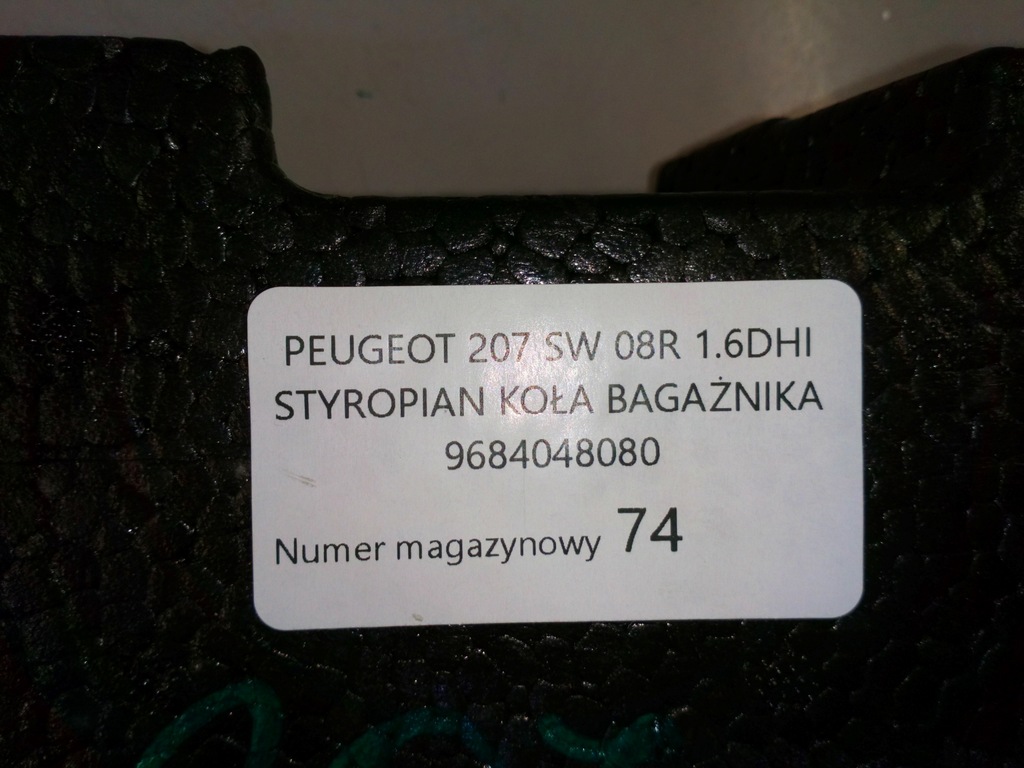 PEUGEOT 207 SW 08R 1.6DHI
STYROPIAN KOŁA BAGAŻNIKA
9684048080
Numer magazynowy 74